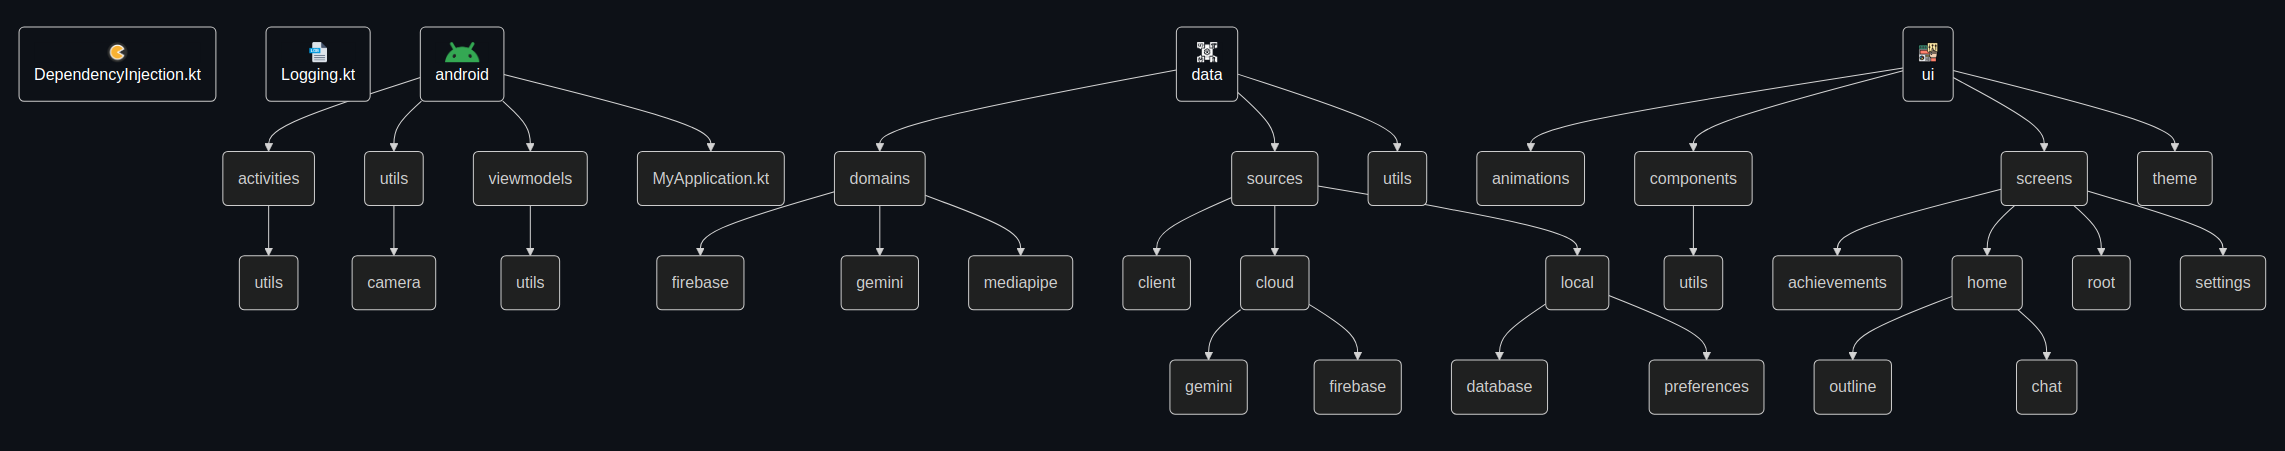 DependencyInjection.kt
Logging.kt
android
data
ui
activities
utils
viewmodels
MyApplication.kt
domains
sources
utils
animations
components
screens
theme
utils
camera
utils
firebase
gemini
mediapipe
client
cloud
local
utils
achievements
home
root
settings
gemini
firebase
database
preferences
outline
chat